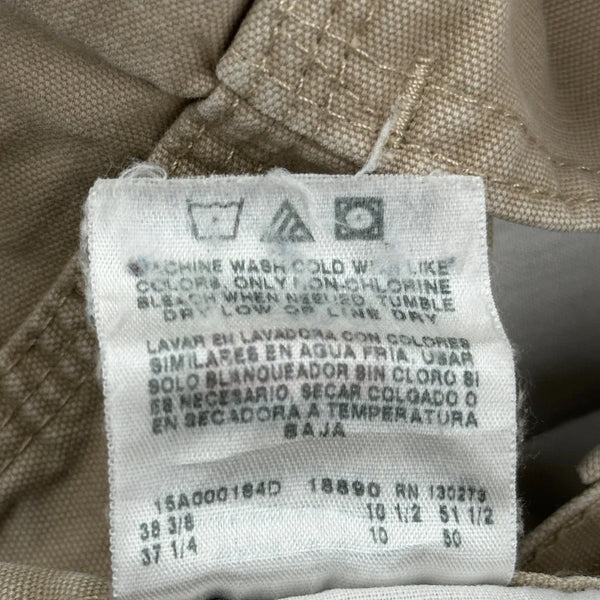 MACHINE WASH COLD WITH LIKE
COLORS, ONLY NON-CHLORINE
BLEACH WHEN NEEDED, TUMBLE
DRY LOW OR LINE DRY
LAVAR EN LAVADORA CON COLORES
SIMILARES EN AGUA FRIA, USAR
SOLO BLANQUEADOR SIN CLORO SI
ES NECESARIO, SECAR COLGADO O
EN SECADORA A TEMPERATURA
BAJA
15A000184D 18890 RN 130273
38 3/8 10 1/2 51 1/2
37 1/4 10 50